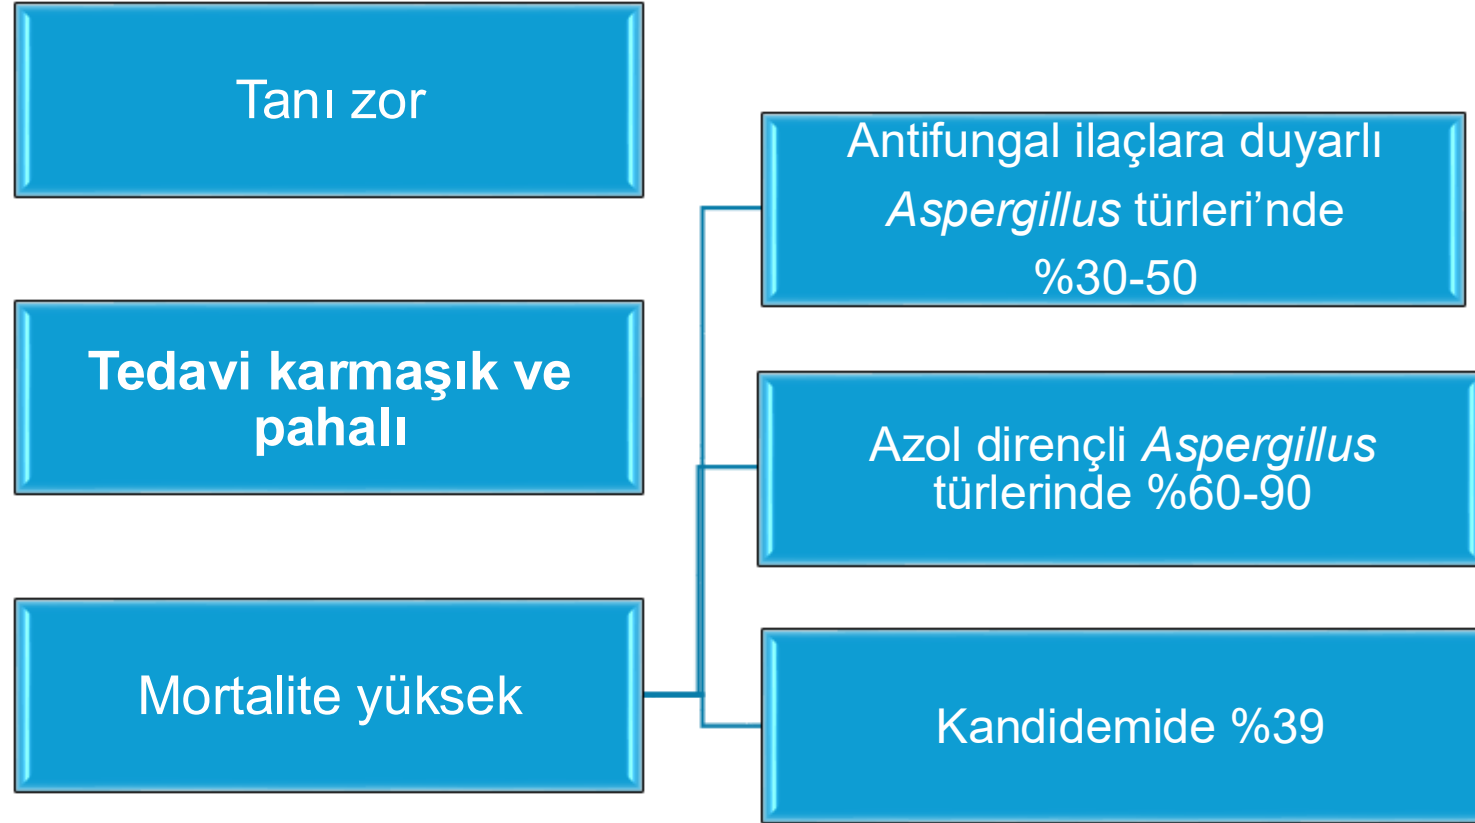 Tanı zor
Tedavi karmaşık ve
pahalı
Mortalite yüksek
Antifungal ilaçlara duyarlı
Aspergillus türleri’nde
%30-50
Azol dirençli Aspergillus
türlerinde %60-90
Kandidemide %39